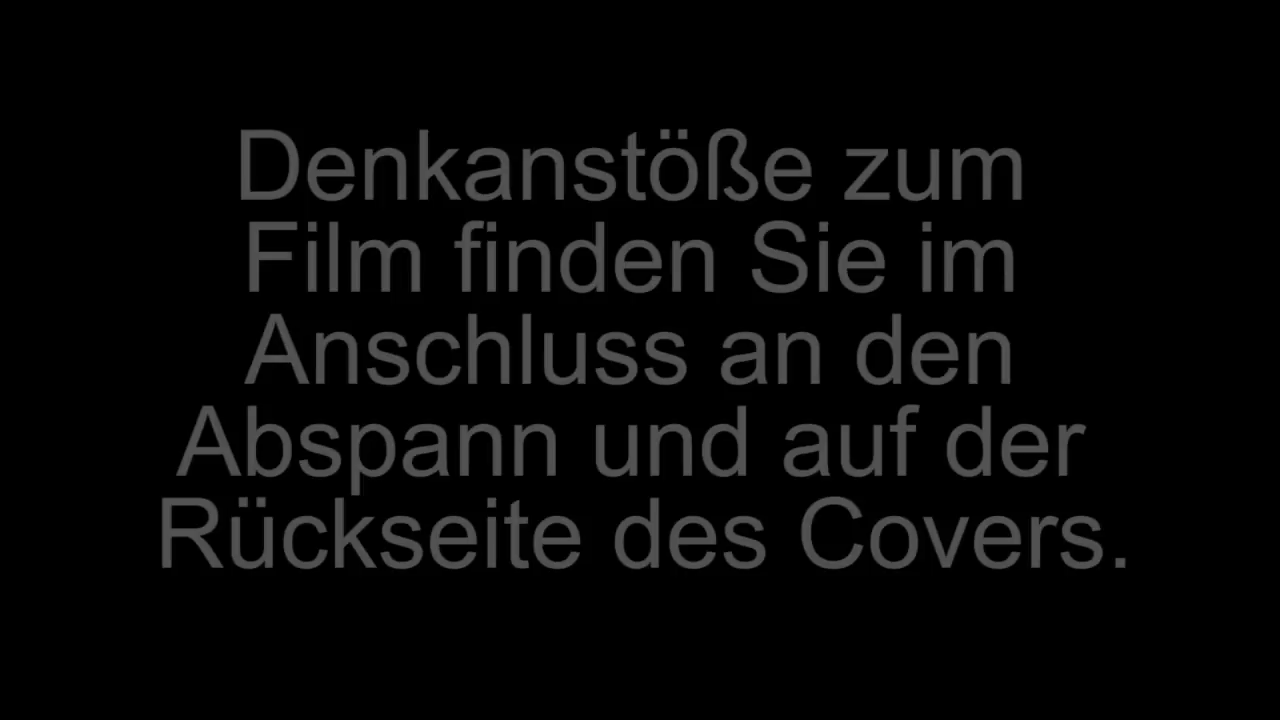 Denkanstöße zum
Film finden Sie im
Anschluss an den
Abspann und auf der
Rückseite des Covers.